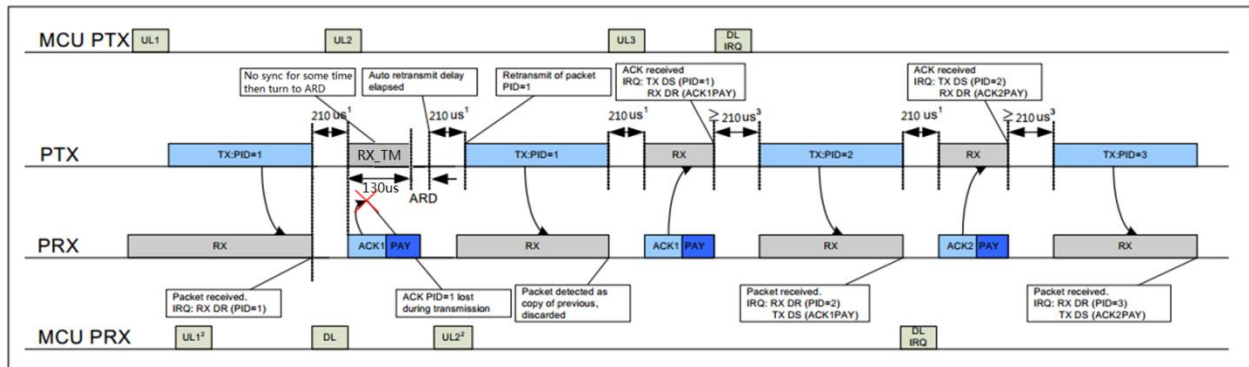 MCU PTX
UL1
UL2
UL3
DL
IRQ
No sync for some time
then turn to ARD
Auto retransmit delay
elapsed
Retransmit of packet
PID=1
ACK received
IRQ: TX DS (PID=1)
RX DR (ACK1PAY)
ACK received
IRQ: TX DS (PID=2)
RX DR (ACK2PAY)
210 us¹
210 us¹
210 us¹
≥ 210 us³
210 us¹
≥ 210 us³
PTX
TX:PID=1
RX_TM
TX:PID=1
RX
TX:PID=2
RX
TX:PID=3
130us
ARD
PRX
RX
ACK1 PAY
RX
ACK1 PAY
RX
ACK2 PAY
RX
Packet received.
IRQ: RX DR (PID=1)
ACK PID=1 lost
during transmission
Packet detected as
copy of previous,
discarded
Packet received.
IRQ: RX DR (PID=2)
TX DS (ACK1PAY)
Packet received.
IRQ: RX DR (PID=3)
TX DS (ACK2PAY)
MCU PRX
UL1²
DL
UL2²
DL
IRQ